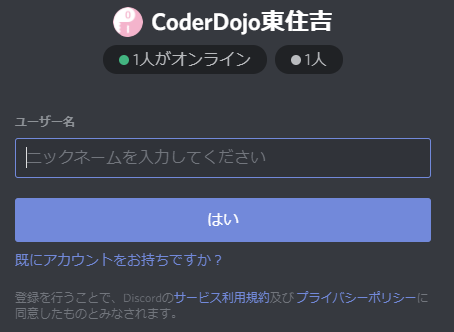 CoderDojo東住吉
1人がオンライン 1人
ユーザー名
ニックネームを入力してください
はい
既にアカウントをお持ちですか？
登録を行うことで、Discordのサービス利用規約及びプライバシーポリシーに
同意したものとみなされます。